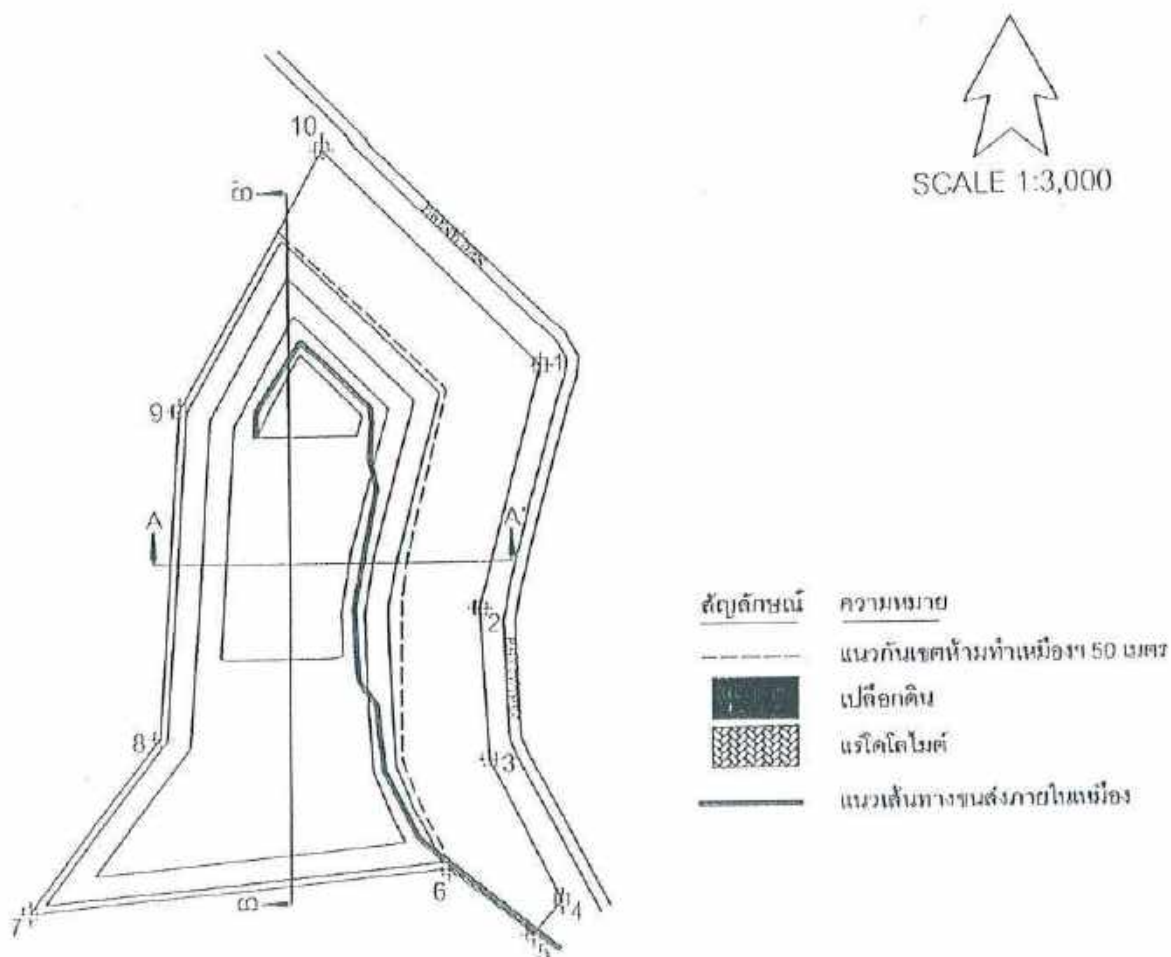 10
B'
SCALE 1:3,000
1
9
A
A'
2
สัญลักษณ์ ความหมาย
แนวกันเขตห้ามทำเหมืองฯ 50 เมตร
เปลือกดิน
แร่โดโลไมต์
แนวเส้นทางขนส่งภายในเหมือง
8
3
6
7
B
4
5